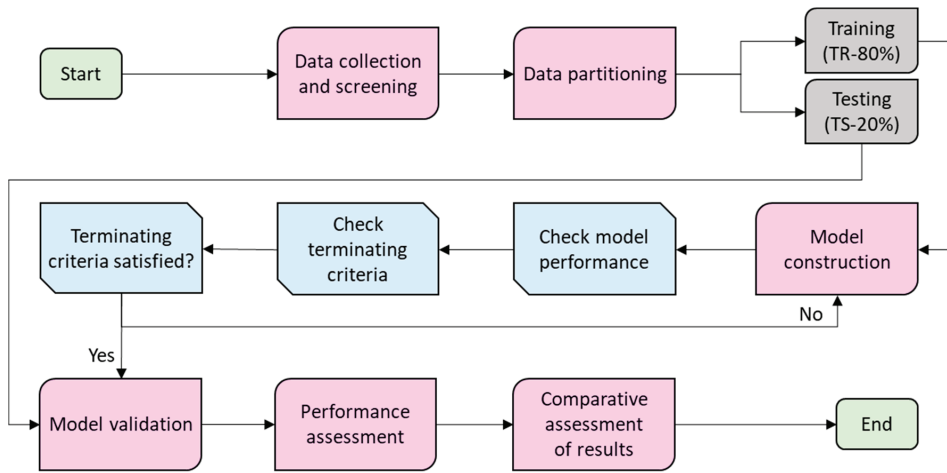 Start
Data collection
and screening
Data partitioning
Training
(TR-80%)
Testing
(TS-20%)
Terminating
criteria satisfied?
Check
terminating
criteria
Check model
performance
Model
construction
No
Yes
Model validation
Performance
assessment
Comparative
assessment
of results
End